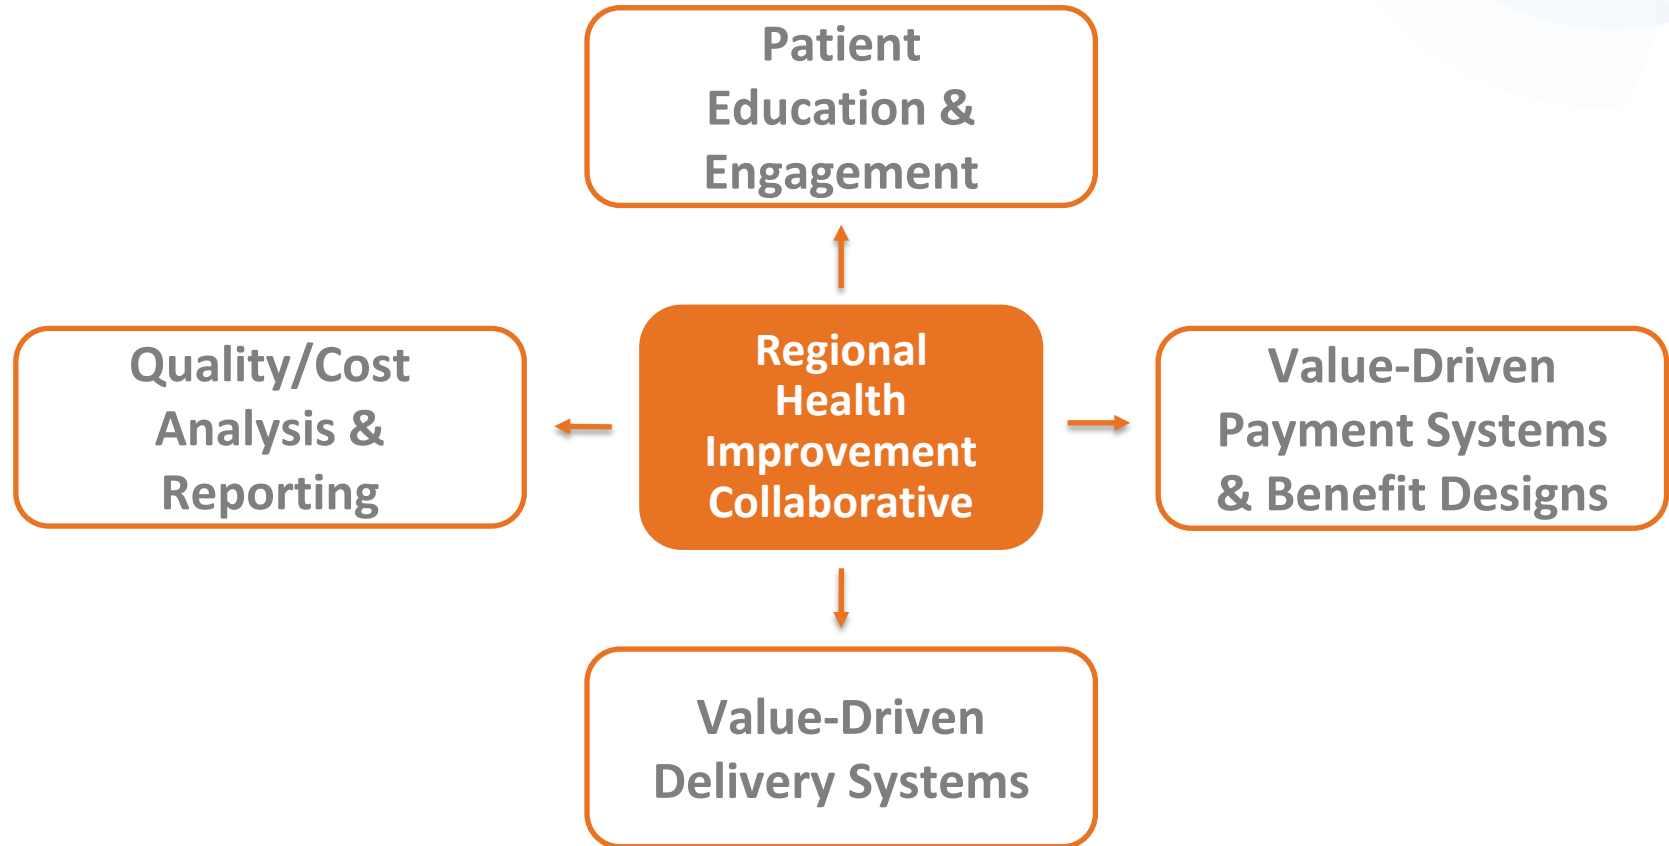 Patient
Education &
Engagement
Quality/Cost
Analysis &
Reporting
Regional
Health
Improvement
Collaborative
Value-Driven
Payment Systems
& Benefit Designs
Value-Driven
Delivery Systems